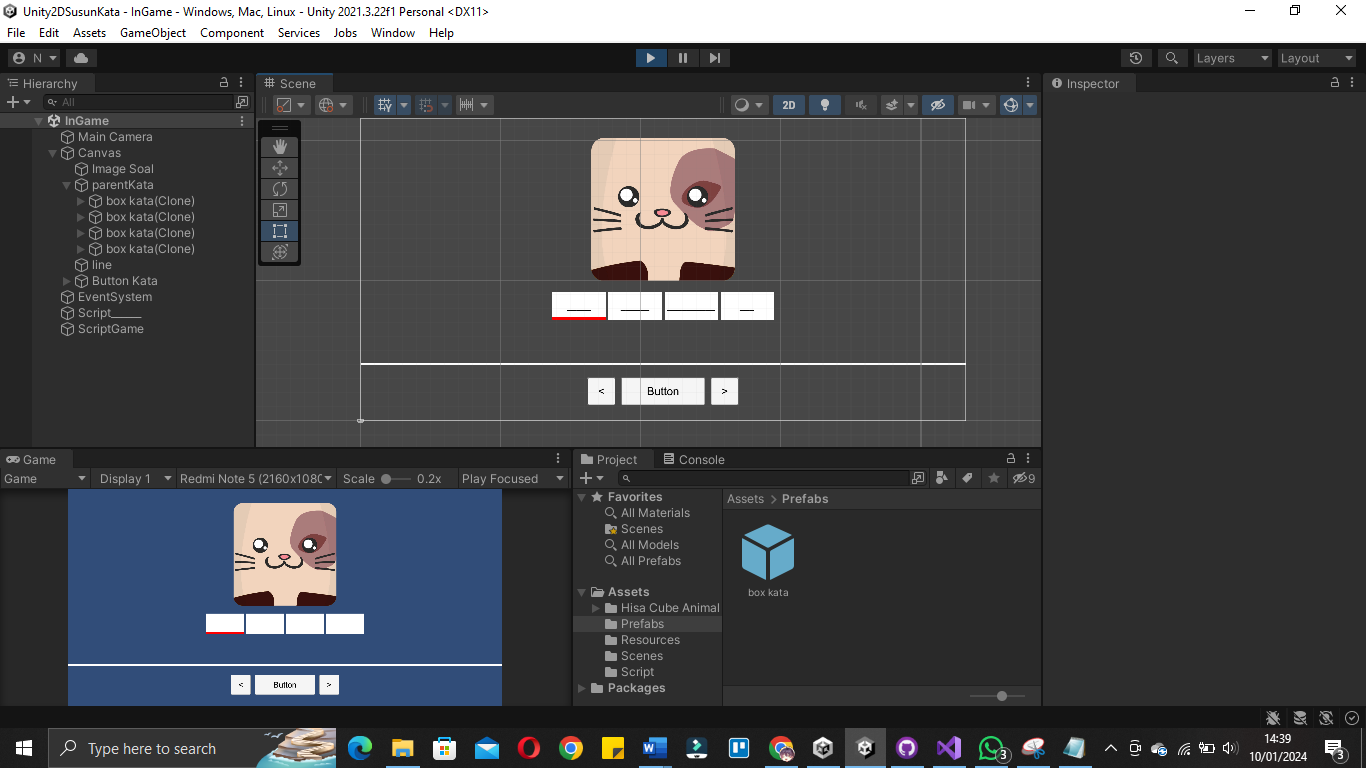 Unity2DSusunKata - InGame - Windows, Mac, Linux - Unity 2021.3.22f1 Personal <DX11>
File Edit Assets GameObject Component Services Jobs Window Help
N Layers Layout
Hierarchy
All
InGame
Main Camera
Canvas
Image Soal
parentKata
box kata(Clone)
box kata(Clone)
box kata(Clone)
box kata(Clone)
line
Button Kata
EventSystem
Script_____
ScriptGame
Scene
2D
< Button >
Inspector
Game
Game Display 1 Redmi Note 5 (2160x1080 Scale 0.2x Play Focused
< Button >
Project Console
9
Favorites
All Materials
Scenes
All Models
All Prefabs
Assets
Hisa Cube Animal
Prefabs
Resources
Scenes
Script
Packages
Assets > Prefabs
box kata
Type here to search
3
14:39
10/01/2024
3